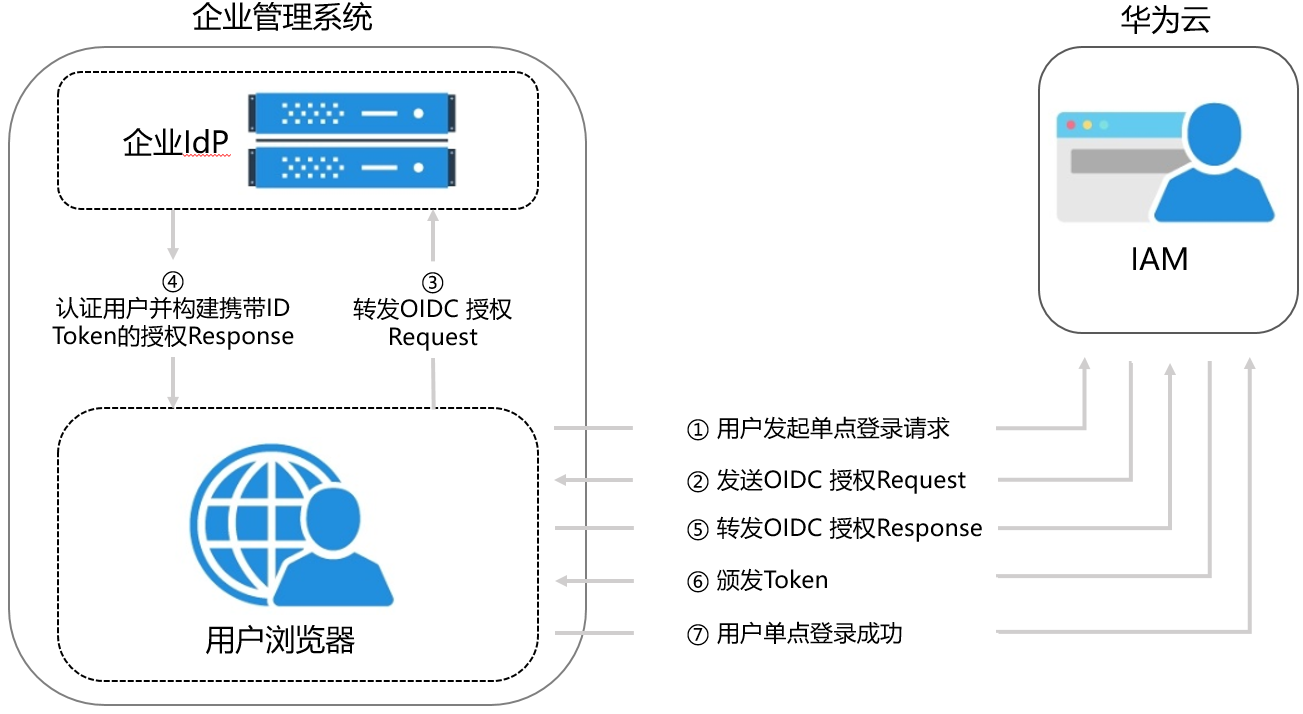 企业管理系统
华为云
企业IdP
IAM
④
认证用户并构建携带ID
Token的授权Response
③
转发OIDC 授权
Request
① 用户发起单点登录请求
② 发送OIDC 授权Request
⑤ 转发OIDC 授权Response
⑥ 颁发Token
⑦ 用户单点登录成功
用户浏览器